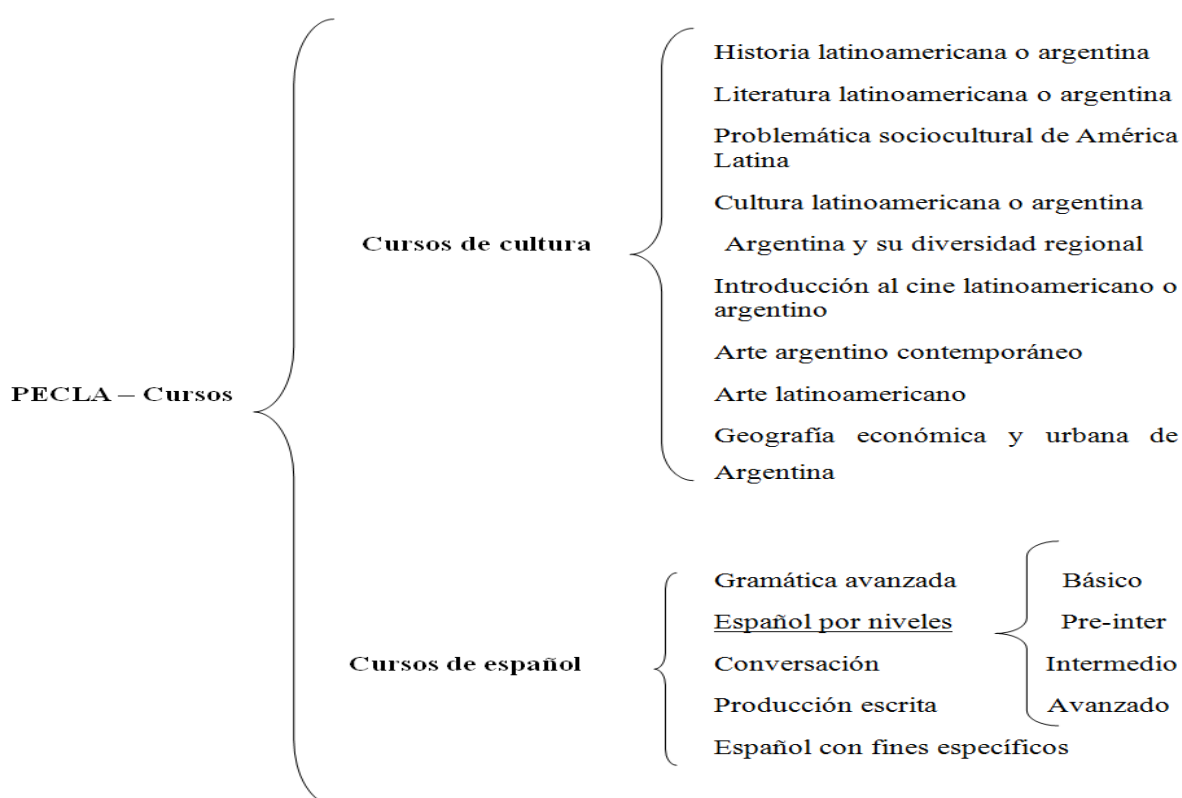 PECLA – Cursos
Cursos de cultura
Historia latinoamericana o argentina
Literatura latinoamericana o argentina
Problemática sociocultural de América
Latina
Cultura latinoamericana o argentina
Argentina y su diversidad regional
Introducción al cine latinoamericano o
argentino
Arte argentino contemporáneo
Arte latinoamericano
Geografía económica y urbana de
Argentina
Cursos de español
Gramática avanzada
Español por niveles
Conversación
Producción escrita
Español con fines específicos
Básico
Pre-inter
Intermedio
Avanzado